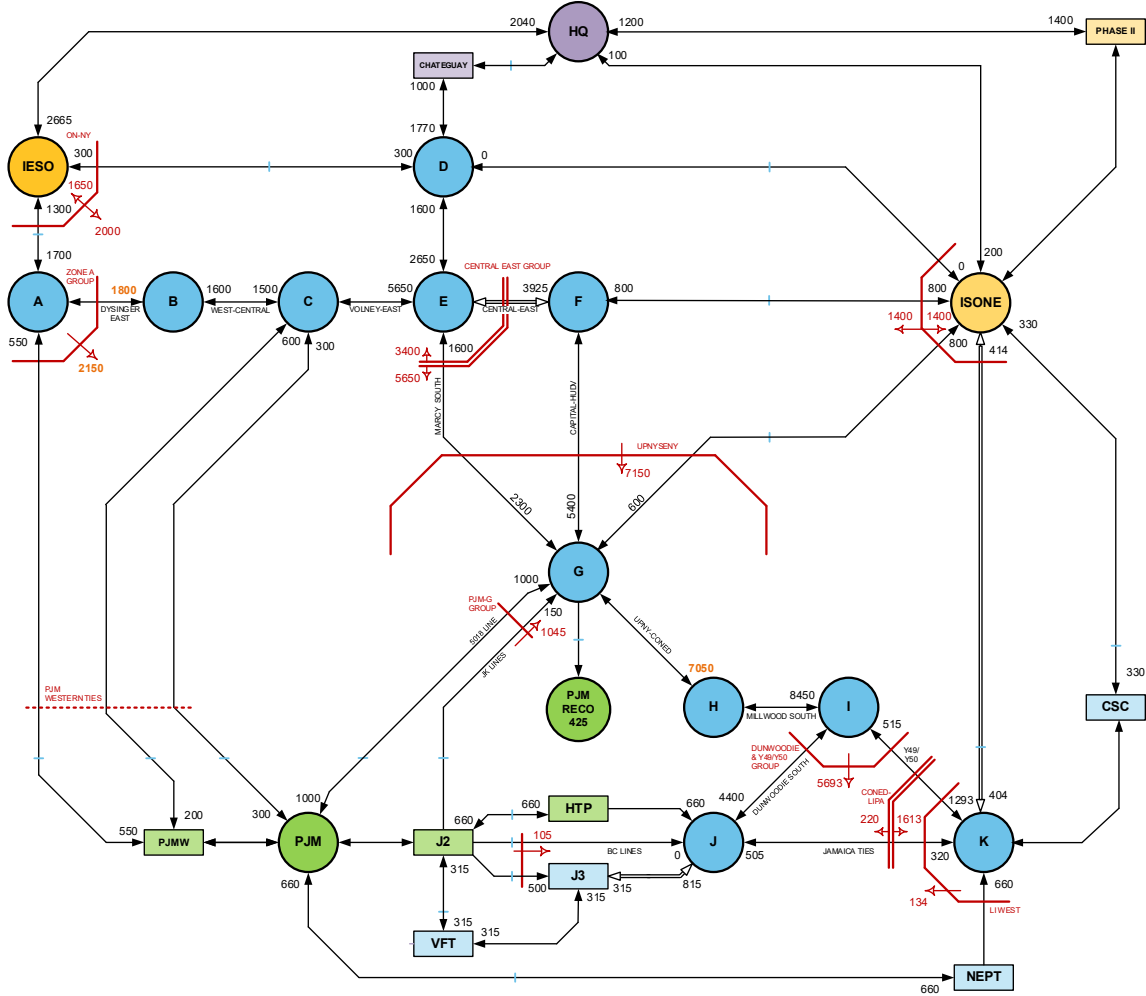 2040
HQ
1200
1400
PHASE II
100
CHATEGUAY
1000
2665
ON-NY
1770
IESO
300
300
D
0
1650
1300
2000
1600
1700
ZONE A
GROUP
2650
CENTRAL EAST GROUP
0
200
A
1800
B
1600
1500
C
5650
E
3925
F
800
800
ISONE
DYSINGER
EAST
WEST-CENTRAL
VOLNEY-EAST
CENTRAL-EAST
550
600
300
1600
1400
1400
330
2150
3400
800
414
5650
MARCY SOUTH
CAPITAL-HUDV
UPNYSENY
7150
2300
5400
600
G
1000
PJM-G
GROUP
150
5018 LINE
1045
JK LINES
UPNY-CONED
7050
330
PJM
WESTERN TIES
PJM
RECO
425
H
8450
I
CSC
MILLWOOD SOUTH
515
DUNWOODIE
& Y49/Y50
GROUP
Y49/
Y50
5693
DUNWOODIE SOUTH
CONED-
LIPA
4400
1293
404
1000
660
HTP
660
200
300
660
220
1613
550
PJMW
PJM
J2
105
BC LINES
J
0
505
JAMAICA TIES
320
K
660
315
500
J3
315
815
315
660
134
LI WEST
315
VFT
315
NEPT
660